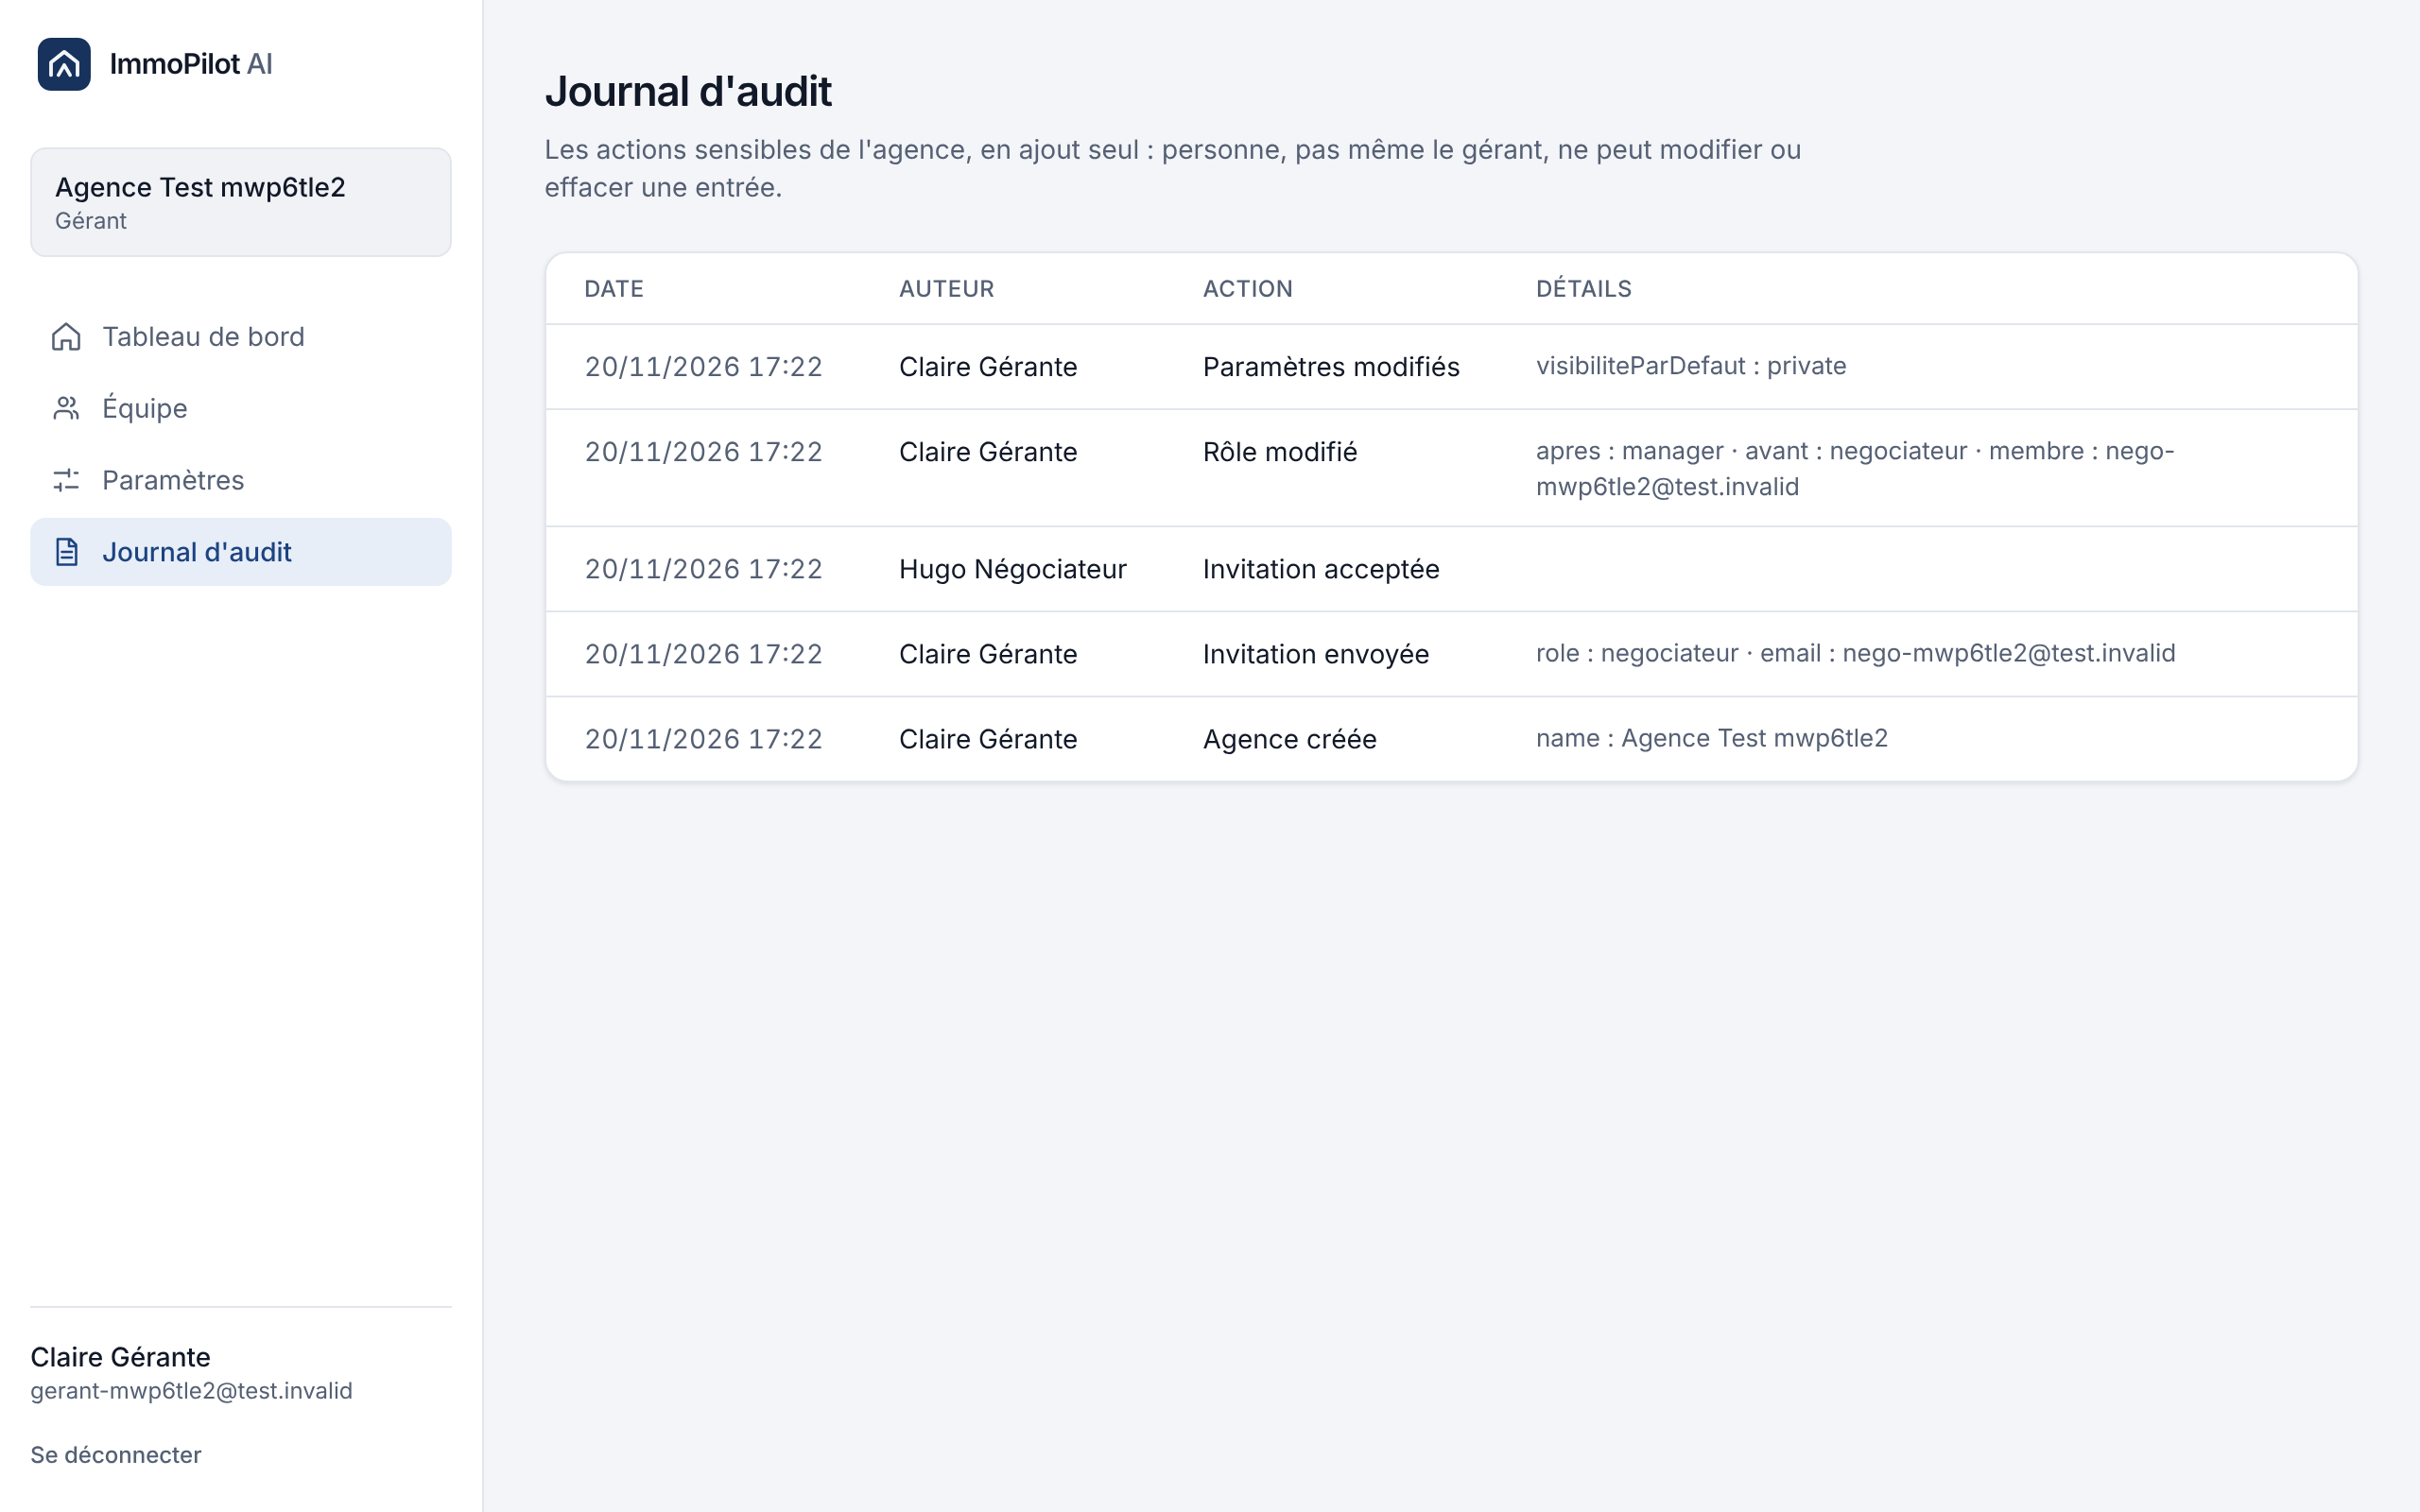 ImmoPilot AI
Agence Test mwp6tle2
Gérant
Tableau de bord
Équipe
Paramètres
Journal d'audit
Claire Gérante
gerant-mwp6tle2@test.invalid
Se déconnecter
Journal d'audit
Les actions sensibles de l'agence, en ajout seul : personne, pas même le gérant, ne peut modifier ou
effacer une entrée.
DATE AUTEUR ACTION DÉTAILS
20/11/2026 17:22 Claire Gérante Paramètres modifiés visibiliteParDefaut : private
20/11/2026 17:22 Claire Gérante Rôle modifié apres : manager · avant : negociateur · membre : nego-
mwp6tle2@test.invalid
20/11/2026 17:22 Hugo Négociateur Invitation acceptée
20/11/2026 17:22 Claire Gérante Invitation envoyée role : negociateur · email : nego-mwp6tle2@test.invalid
20/11/2026 17:22 Claire Gérante Agence créée name : Agence Test mwp6tle2